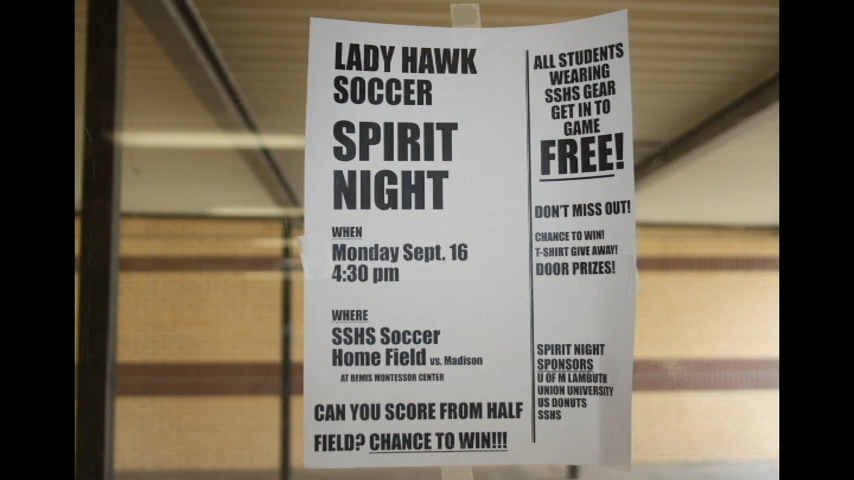 LADY HAWK
SOCCER
SPIRIT
NIGHT
WHEN
Monday Sept. 16
4:30 pm
WHERE
SSHS Soccer
Home Field vs. Madison
AT BEMIS MONTESSOR CENTER
CAN YOU SCORE FROM HALF
FIELD? CHANCE TO WIN!!!
ALL STUDENTS
WEARING
SSHS GEAR
GET IN TO
GAME
FREE!
DON'T MISS OUT!
CHANCE TO WIN!
T-SHIRT GIVE AWAY!
DOOR PRIZES!
SPIRIT NIGHT
SPONSORS
U OF M LAMBUTH
UNION UNIVERSITY
US DONUTS
SSHS